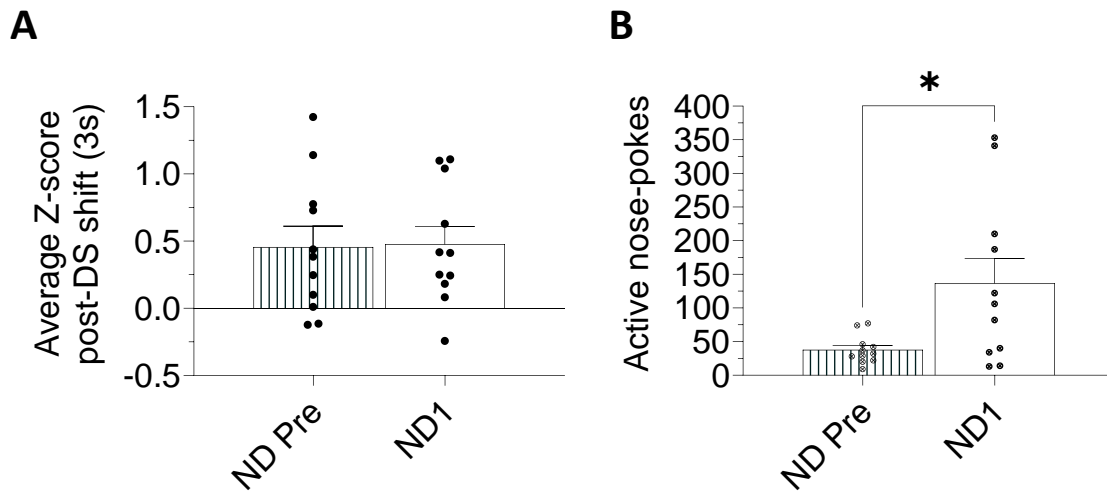 A
B
Average Z-score
post-DS shift (3s)
1.5
1.0
0.5
0.0
-0.5
ND Pre
ND1
Active nose-pokes
*
400
350
300
250
200
150
100
50
0
ND Pre
ND1